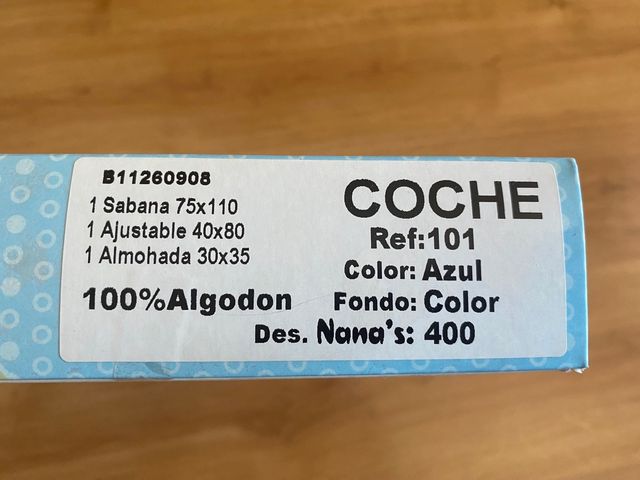 B11260908
1 Sabana 75x110
1 Ajustable 40x80
1 Almohada 30x35
100%Algodon
COCHE
Ref:101
Color: Azul
Fondo: Color
Des. Nana's: 400